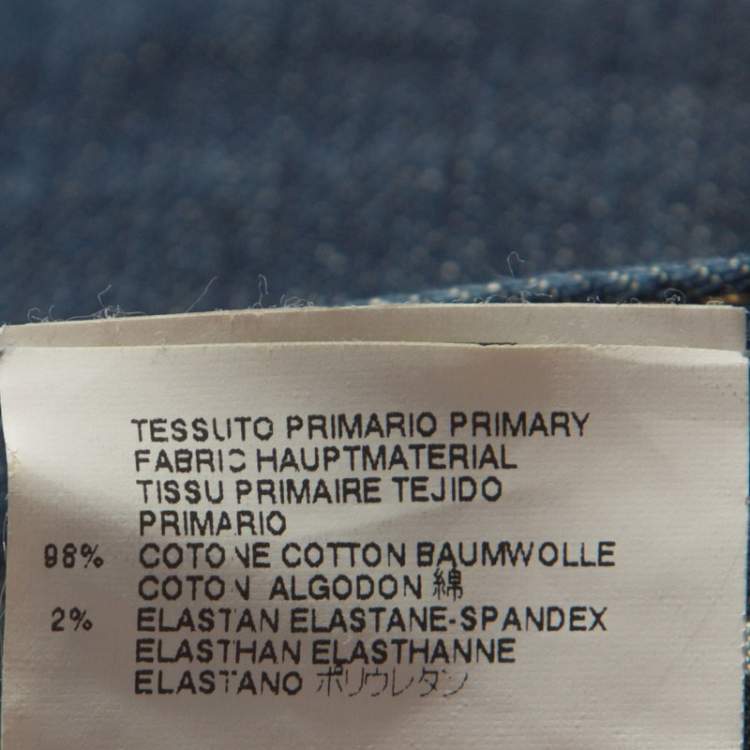 TESSUTO PRIMARIO PRIMARY
FABRIC HAUPTMATERIAL
TISSU PRIMAIRE TEJIDO
PRIMARIO
98% COTONE COTTON BAUMWOLLE
COTON ALGODON 綿
2% ELASTAN ELASTANE-SPANDEX
ELASTHAN ELASTHANNE
ELASTANO ポリウレタン